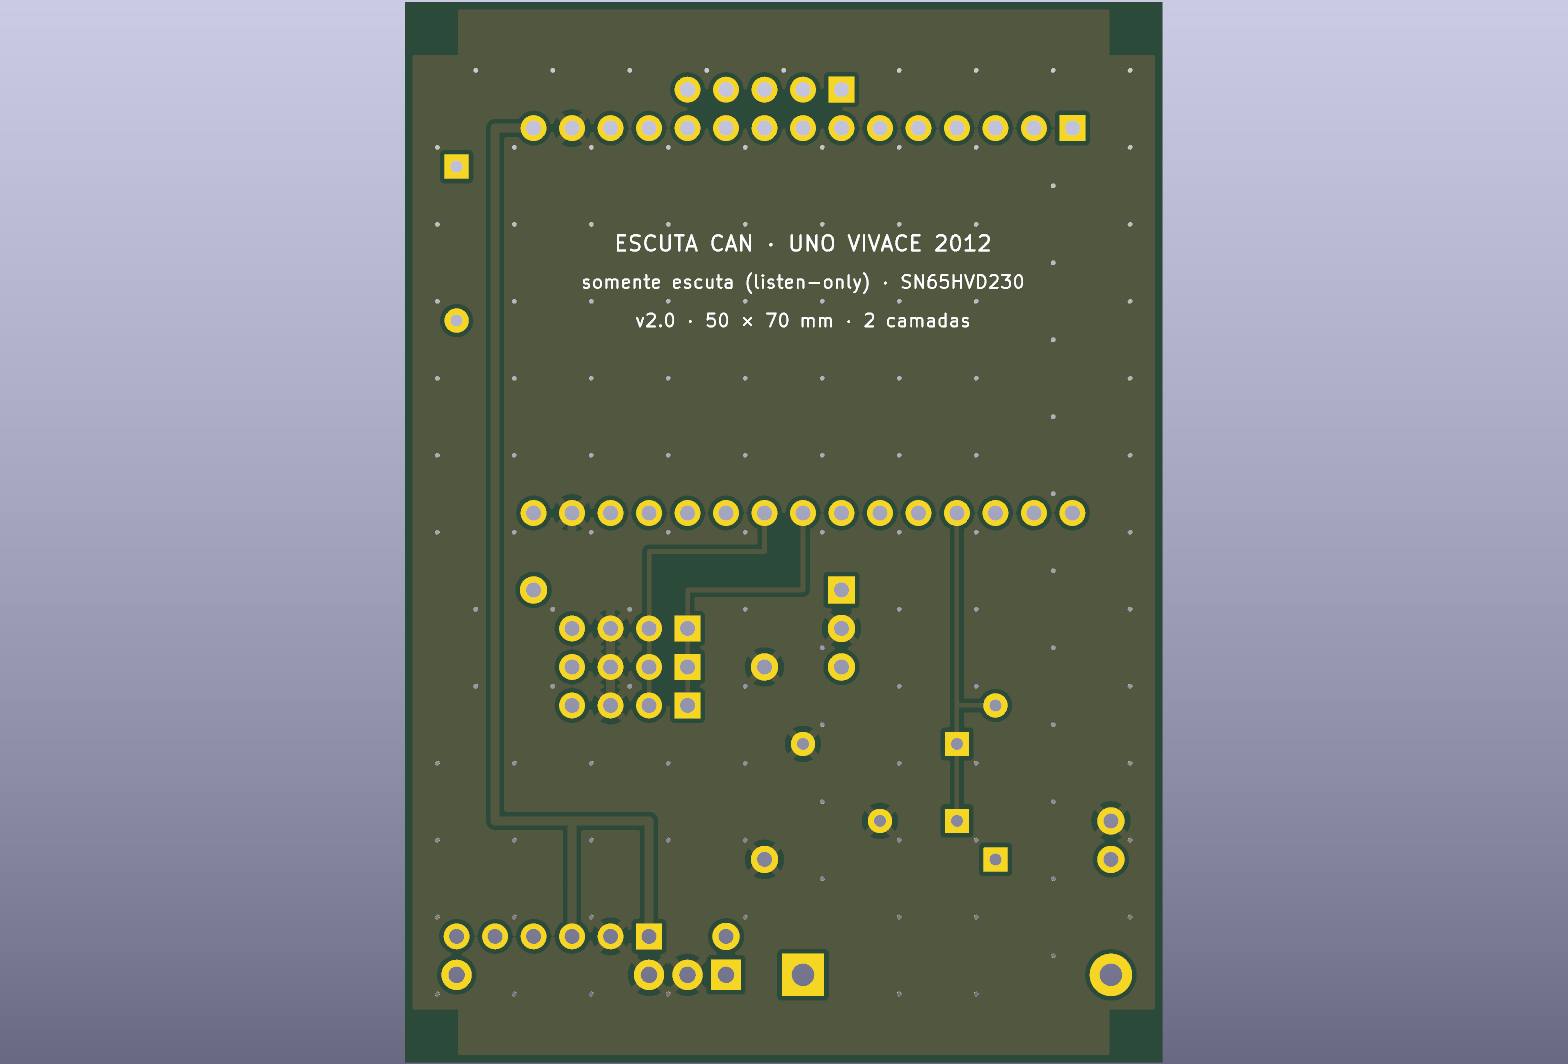 ESCUTA CAN · UNO VIVACE 2012
somente escuta (listen-only) · SN65HVD230
v2.0 · 50 × 70 mm · 2 camadas